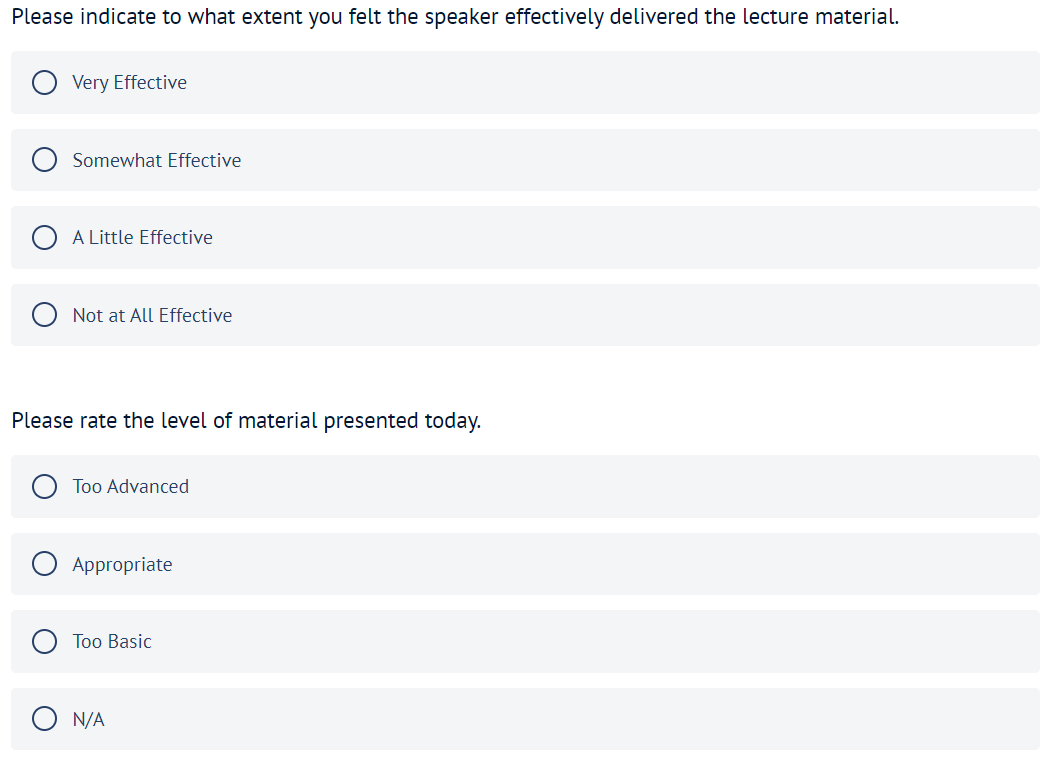 Please indicate to what extent you felt the speaker effectively delivered the lecture material.
Very Effective
Somewhat Effective
A Little Effective
Not at All Effective
Please rate the level of material presented today.
Too Advanced
Appropriate
Too Basic
N/A